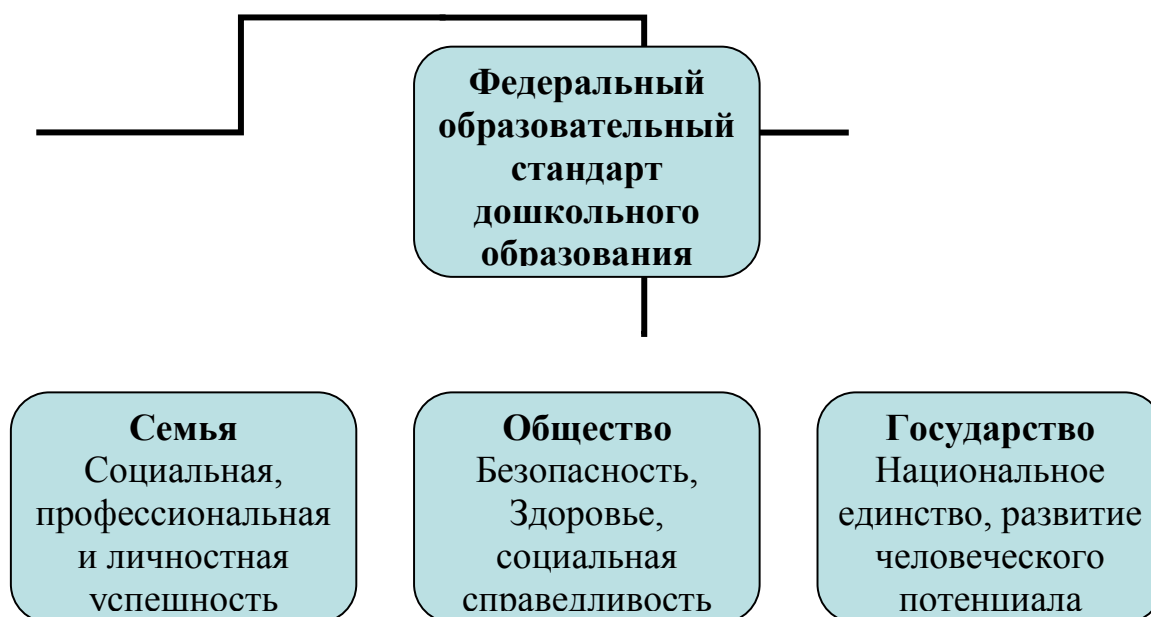 Федеральный
образовательный
стандарт
дошкольного
образования
Семья
Социальная,
профессиональная
и личностная
успешность
Общество
Безопасность,
Здоровье,
социальная
справедливость
Государство
Национальное
единство, развитие
человеческого
потенциала